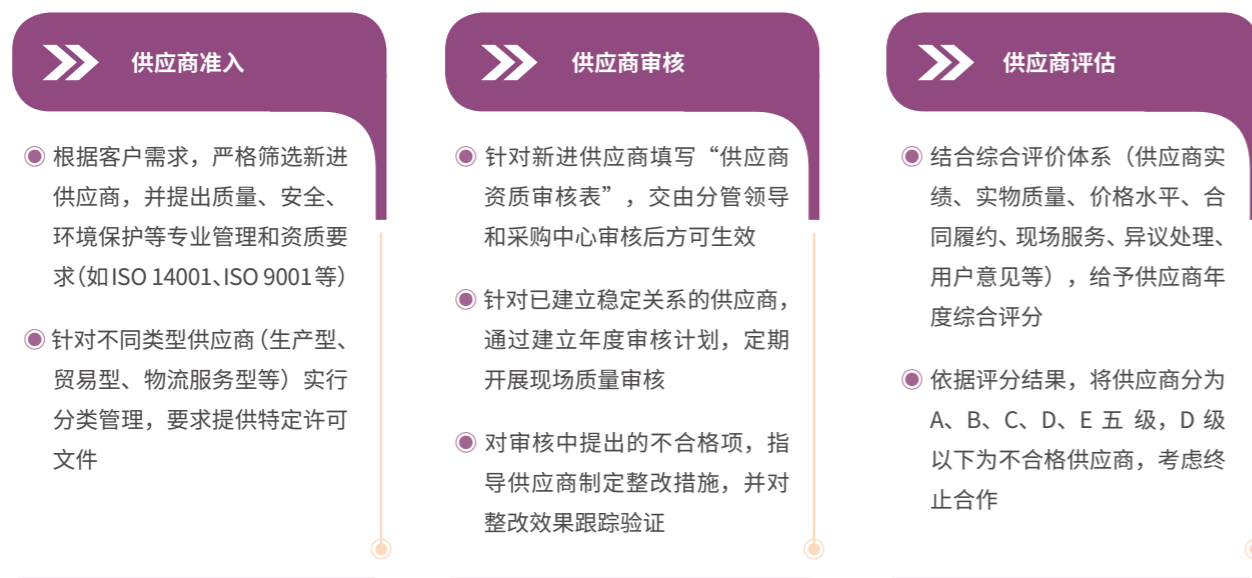 供应商准入
根据客户需求，严格筛选新进
供应商，并提出质量、安全、
环境保护等专业管理和资质要
求（如ISO 14001、ISO 9001等）
针对不同类型供应商（生产型、
贸易型、物流服务型等）实行
分类管理，要求提供特定许可
文件
供应商审核
针对新进供应商填写“供应商
资质审核表”，交由分管领导
和采购中心审核后方可生效
针对已建立稳定关系的供应商，
通过建立年度审核计划，定期
开展现场质量审核
对审核中提出的不合格项，指
导供应商制定整改措施，并对
整改效果跟踪验证
供应商评估
结合综合评价体系（供应商实
绩、实物质量、价格水平、合
同履约、现场服务、异议处理、
用户意见等），给予供应商年
度综合评分
依据评分结果，将供应商分为
A、B、C、D、E 五 级，D 级
以下为不合格供应商，考虑终
止合作